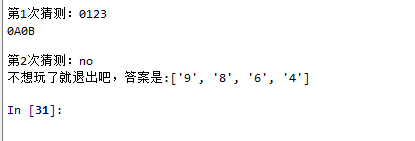 第1次猜测：0123
0A0B
第2次猜测：no
不想玩了就退出吧，答案是:['9', '8', '6', '4']
In [31]: